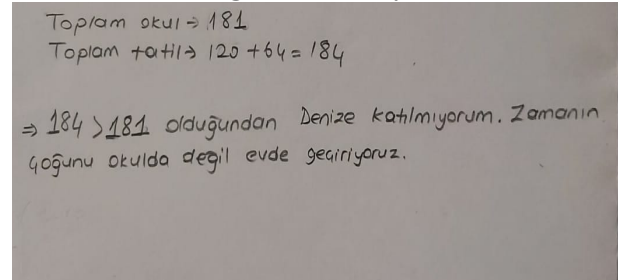 Toplam okul ⇒ 181
Toplam tatil → 120 + 64 = 184
⇒ 184 > 181 olduğundan Denize katılmıyorum. Zamanın
çoğunu okulda değil evde geçiriyoruz.